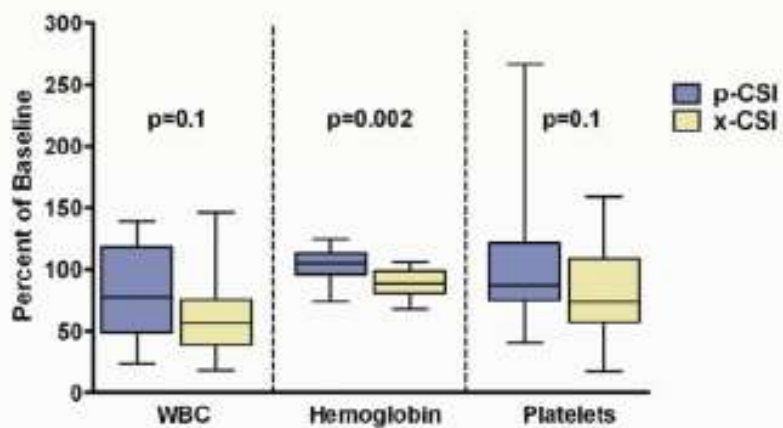 300
250
200
150
100
50
0
Percent of Baseline
p=0.1
p=0.002
p=0.1
p-CSI
x-CSI
WBC
Hemoglobin
Platelets